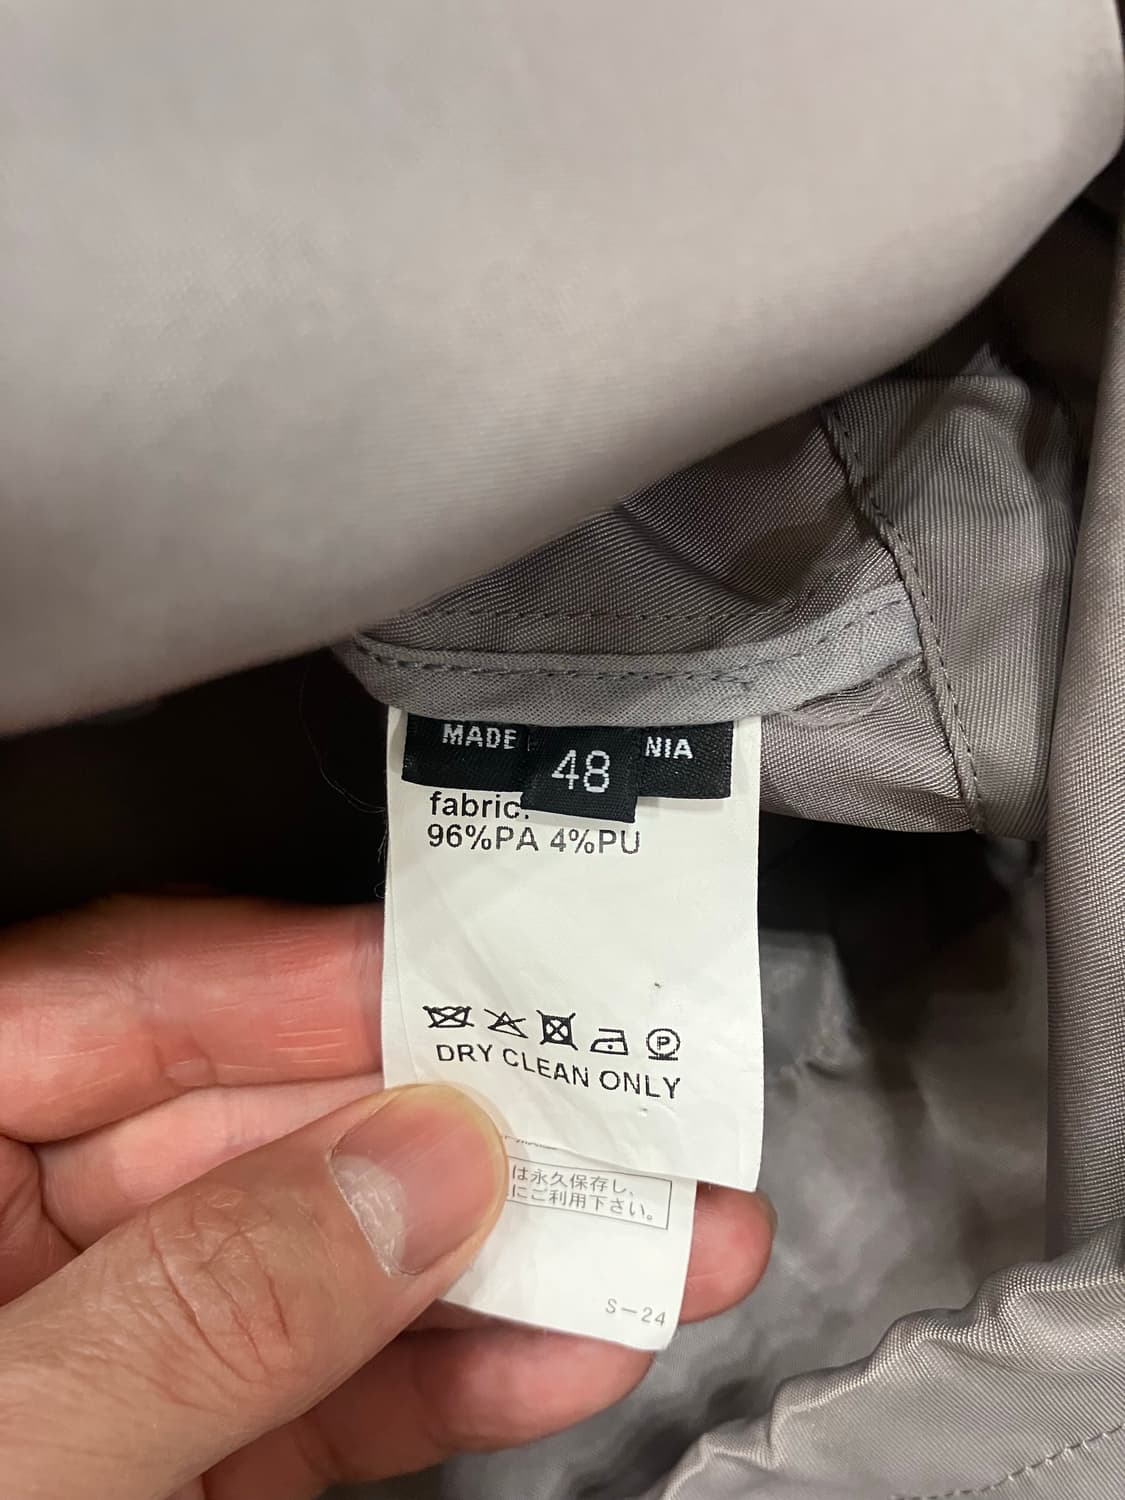 MADE
NIA
48
fabric:
96%PA 4%PU
P
DRY CLEAN ONLY
は永久保存し、
にご利用下さい。
S-24